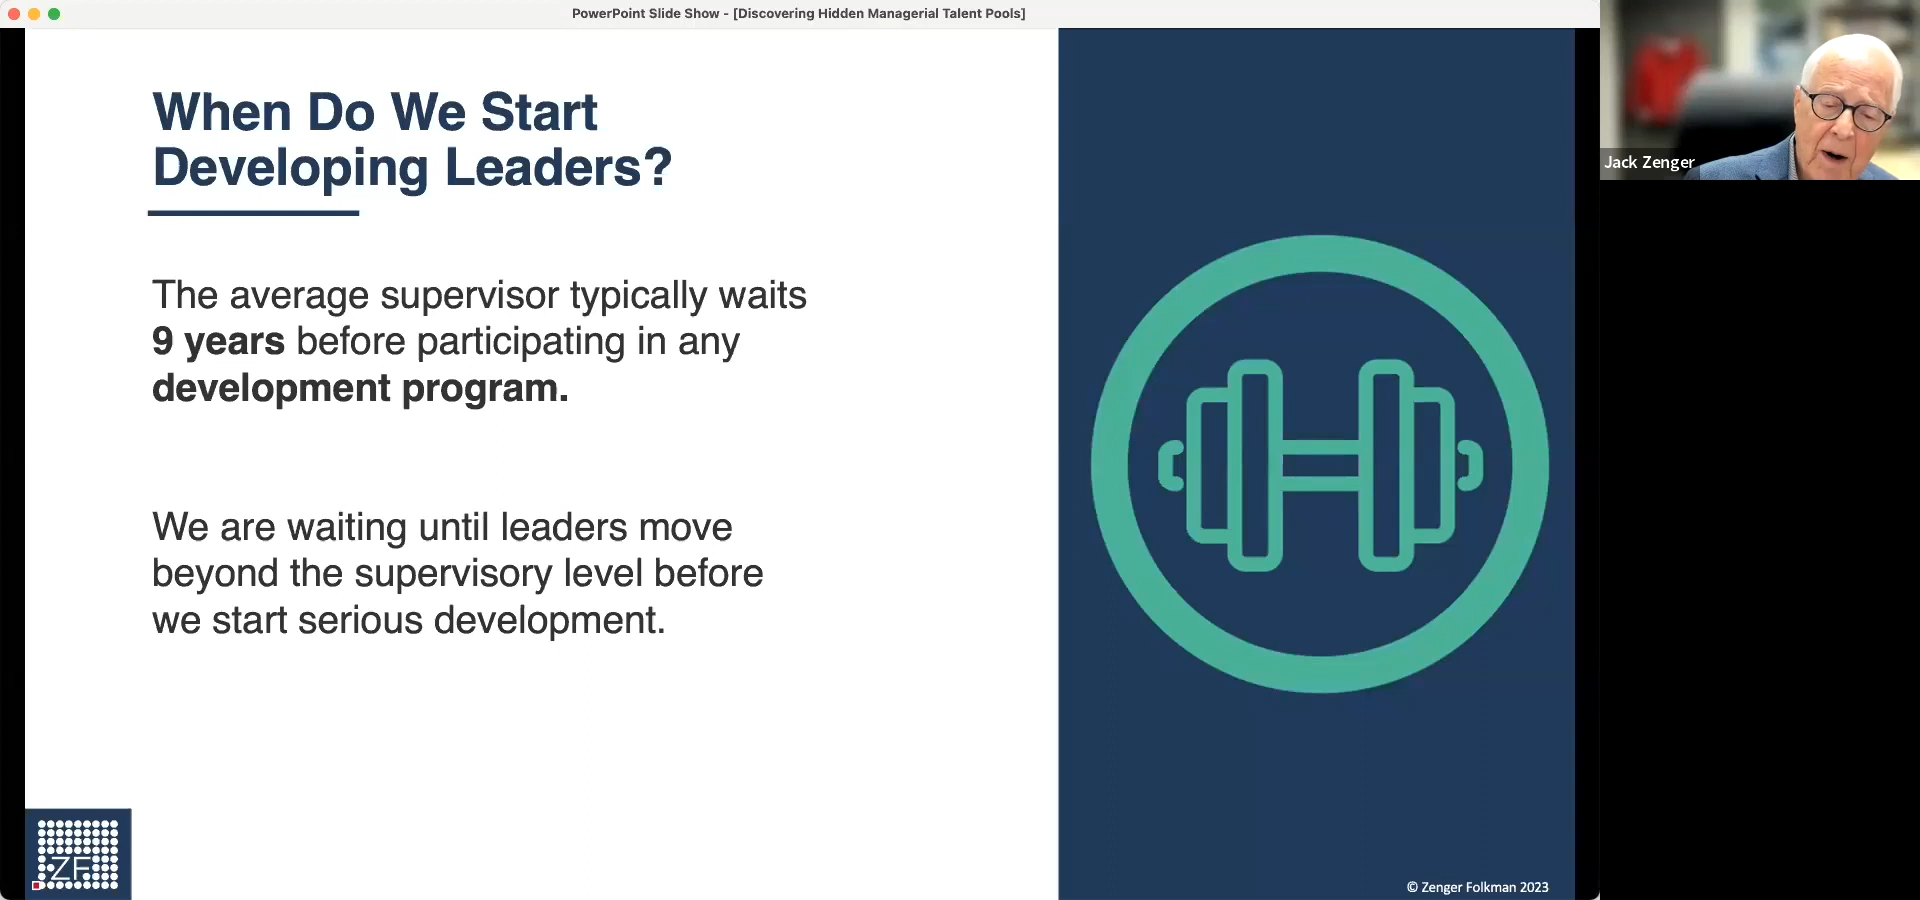 PowerPoint Slide Show - [Discovering Hidden Managerial Talent Pools]
When Do We Start
Developing Leaders?
The average supervisor typically waits
9 years before participating in any
development program.
We are waiting until leaders move
beyond the supervisory level before
we start serious development.
ZF
© Zenger Folkman 2023
Jack Zenger